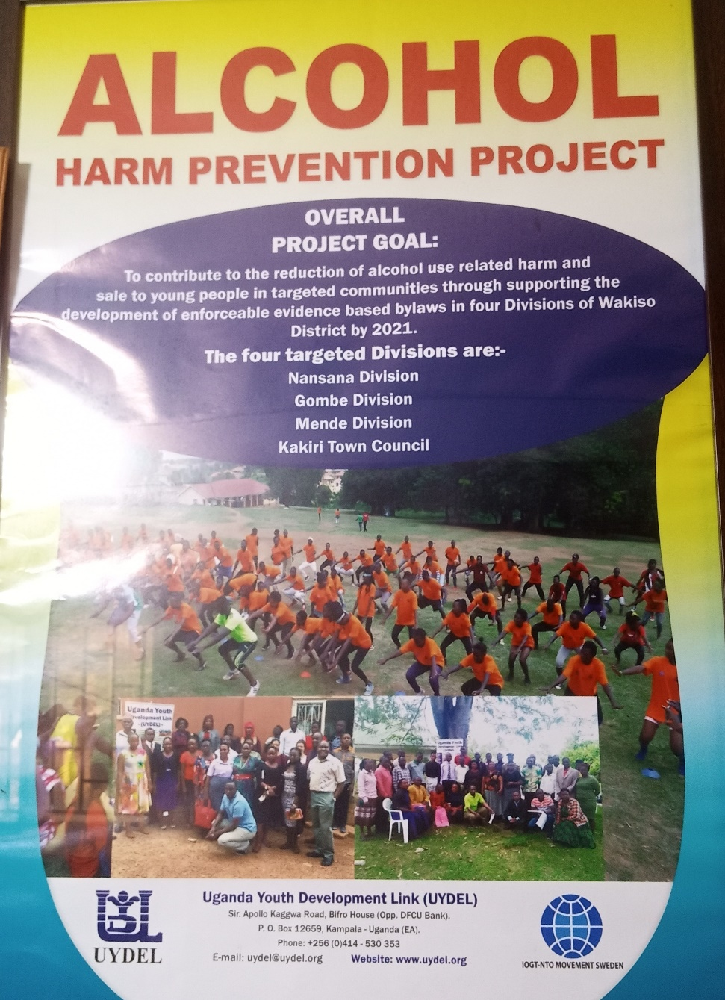 ALCOHOL
HARM PREVENTION PROJECT
OVERALL
PROJECT GOAL:
To contribute to the reduction of alcohol use related harm and
sale to young people in targeted communities through supporting the
development of enforceable evidence based bylaws in four Divisions of Wakiso
District by 2021.
The four targeted Divisions are:-
Nansana Division
Gombe Division
Mende Division
Kakiri Town Council
Uganda Youth
Development Link
- (UYDEL) -
Uganda Youth
Development Link
(UYDEL)
Uganda Youth Development Link (UYDEL)
Sir. Apollo Kaggwa Road, Bifro House (Opp. DFCU Bank).
P. O. Box 12659, Kampala - Uganda (EA).
Phone: +256 (0)414 - 530 353
E-mail: uydel@uydel.org Website: www.uydel.org
UYDEL
IOGT-NTO MOVEMENT SWEDEN